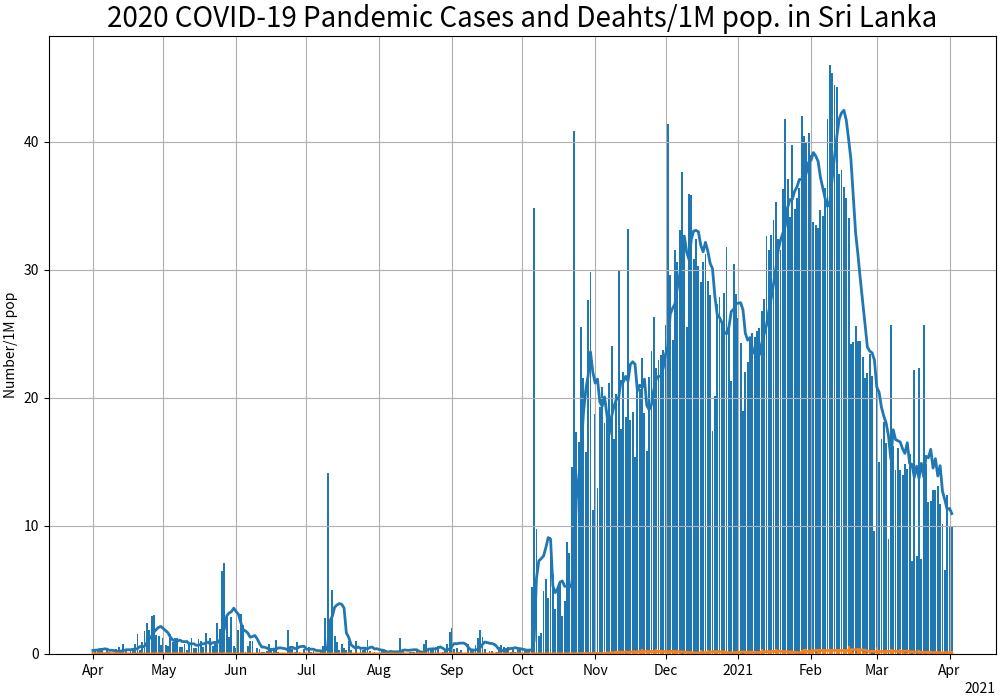 2020 COVID-19 Pandemic Cases and Deahts/1M pop. in Sri Lanka
Number/1M pop
40
30
20
10
0
Apr May Jun Jul Aug Sep Oct Nov Dec 2021 Feb Mar Apr
2021